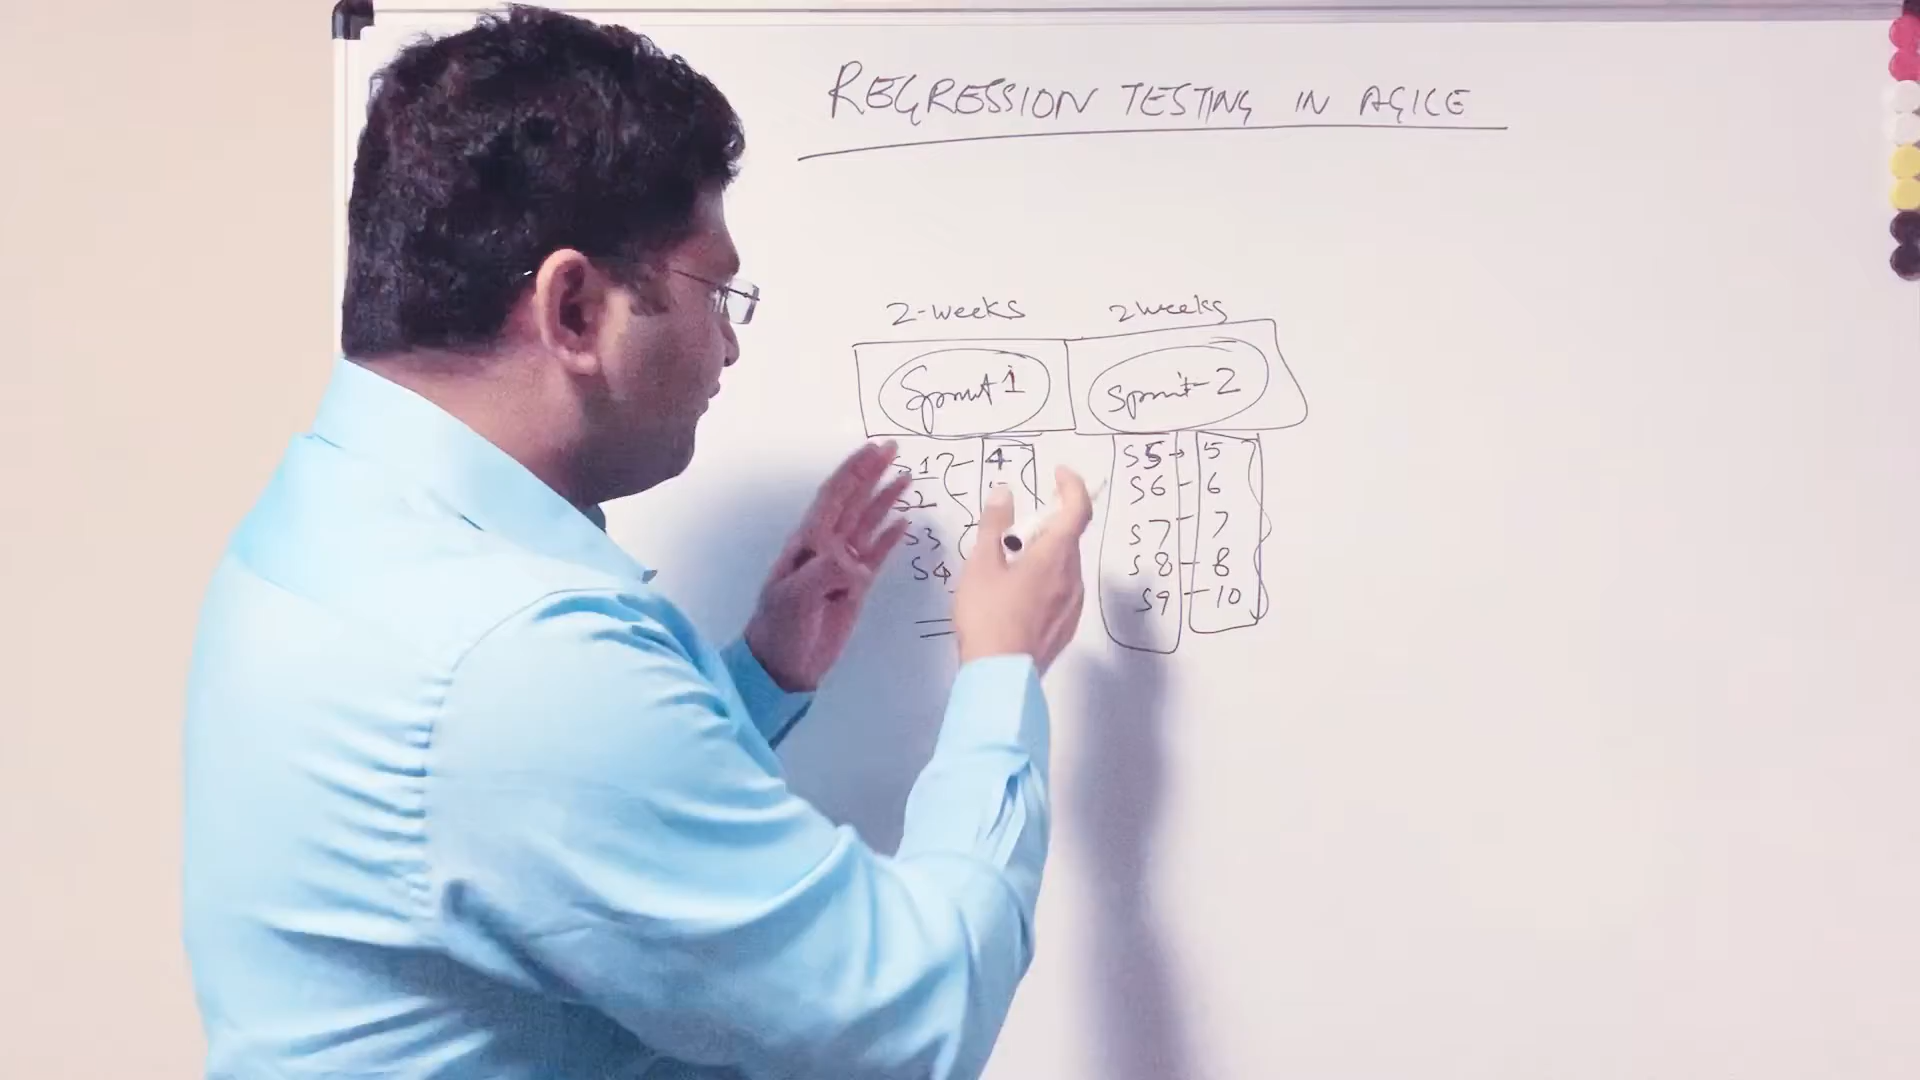 REGRESSION TESTING IN AGILE
2-weeks 2weeks
Sprint 1 Sprint-2
S1 - 4 S5 → 5
S2 - S6 - 6
S3 S7 - 7
S4 S8 - 8
S9 - 10